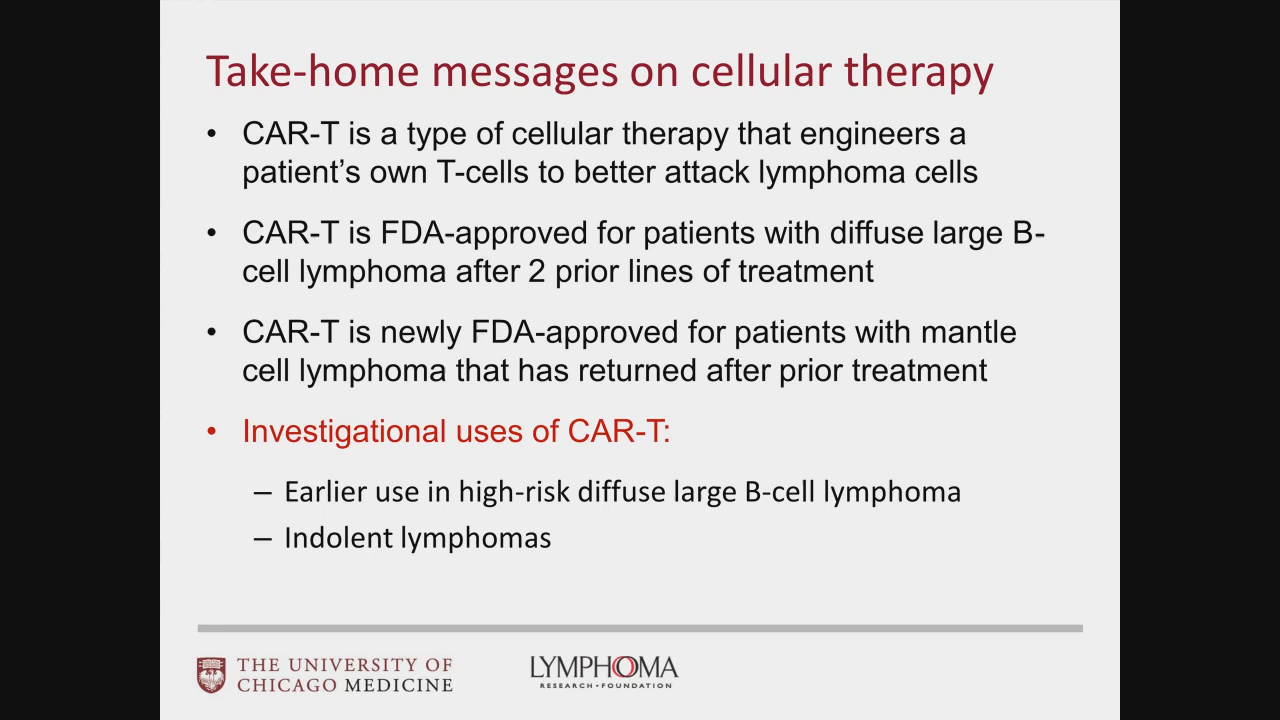 Take-home messages on cellular therapy
• CAR-T is a type of cellular therapy that engineers a
patient’s own T-cells to better attack lymphoma cells
• CAR-T is FDA-approved for patients with diffuse large B-
cell lymphoma after 2 prior lines of treatment
• CAR-T is newly FDA-approved for patients with mantle
cell lymphoma that has returned after prior treatment
• Investigational uses of CAR-T:
– Earlier use in high-risk diffuse large B-cell lymphoma
– Indolent lymphomas
THE UNIVERSITY OF
CHICAGO MEDICINE
LYMPHOMA
RESEARCH • FOUNDATION